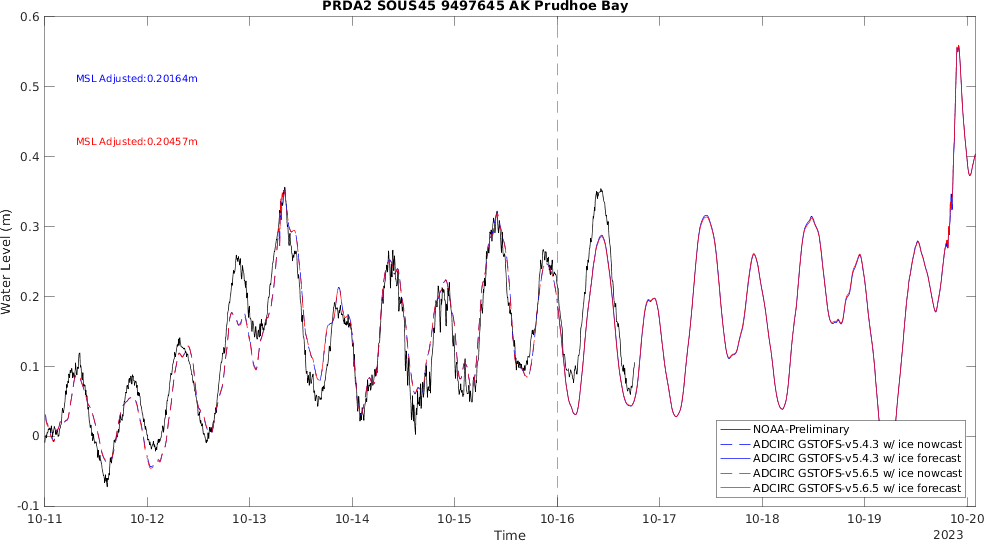 PRDA2 SOUS45 9497645 AK Prudhoe Bay
0.6
0.5
0.4
0.3
0.2
0.1
0
-0.1
Water Level (m)
MSL Adjusted:0.20164m
MSL Adjusted:0.20457m
NOAA-Preliminary
ADCIRC GSTOFS-v5.4.3 w/ ice nowcast
ADCIRC GSTOFS-v5.4.3 w/ ice forecast
ADCIRC GSTOFS-v5.6.5 w/ ice nowcast
ADCIRC GSTOFS-v5.6.5 w/ ice forecast
10-11 10-12 10-13 10-14 10-15 10-16 10-17 10-18 10-19 10-20
Time
2023